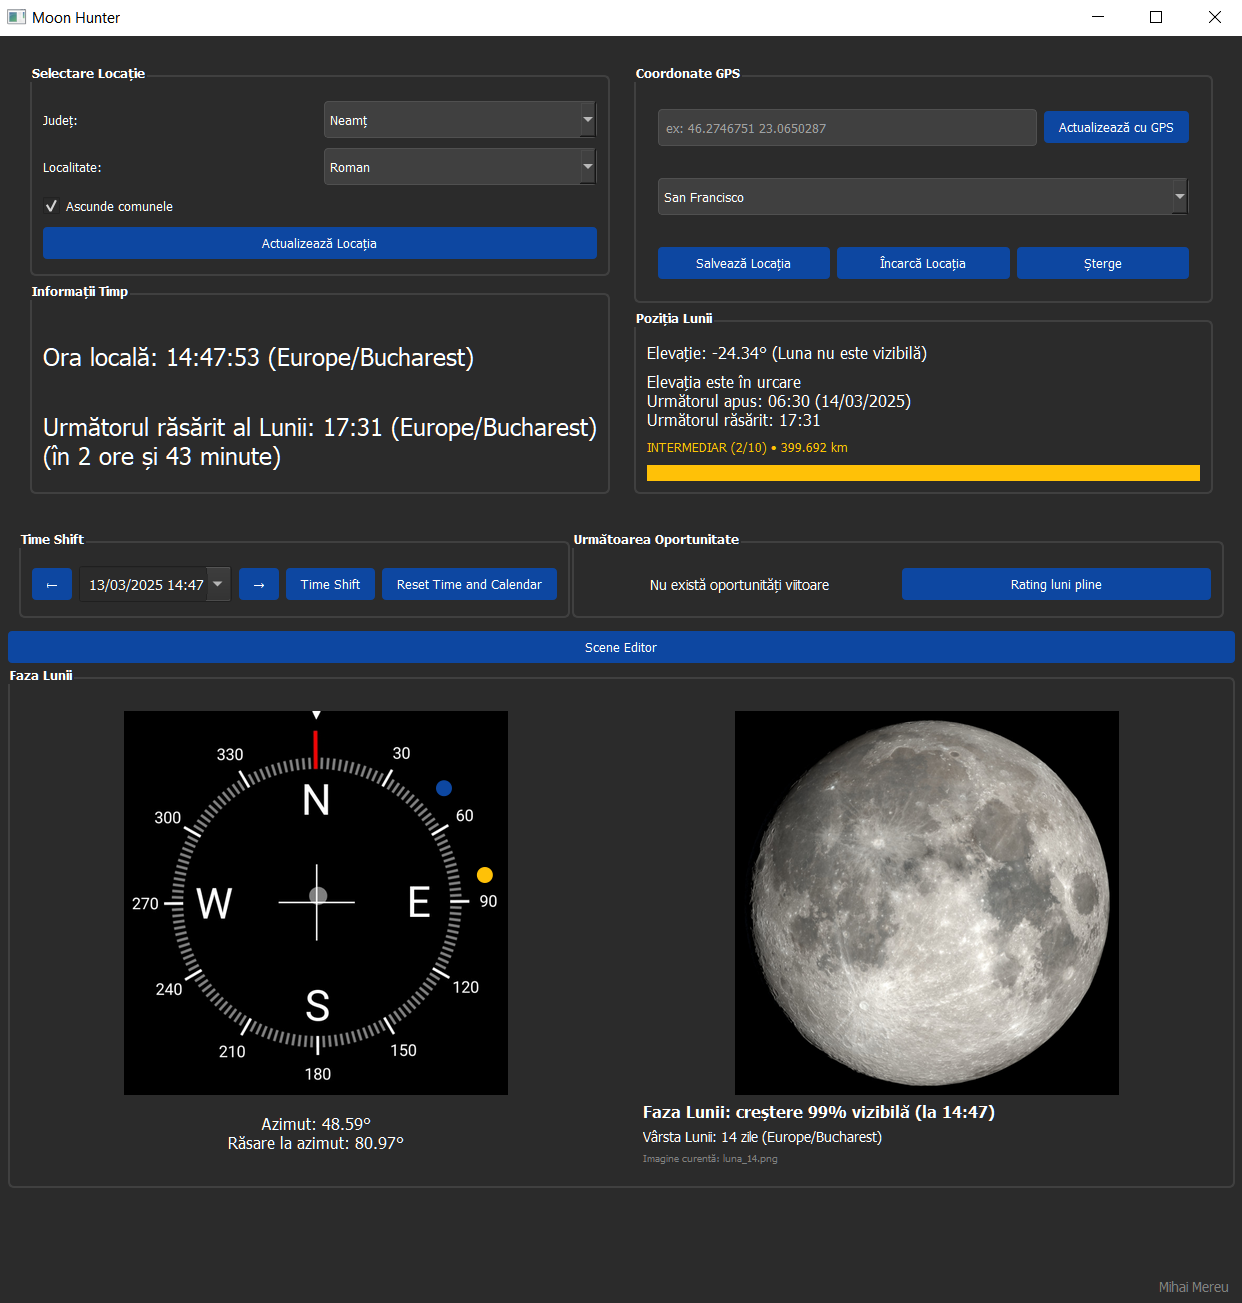 Moon Hunter
Selectare Locație
Județ:
Neamț
Localitate:
Roman
Ascunde comunele
Actualizează Locația
Coordonate GPS
ex: 46.2746751 23.0650287
Actualizează cu GPS
San Francisco
Salvează Locația
Încarcă Locația
Șterge
Informații Timp
Ora locală: 14:47:53 (Europe/Bucharest)
Următorul răsărit al Lunii: 17:31 (Europe/Bucharest)
(în 2 ore și 43 minute)
Poziția Lunii
Elevație: -24.34° (Luna nu este vizibilă)
Elevația este în urcare
Următorul apus: 06:30 (14/03/2025)
Următorul răsărit: 17:31
INTERMEDIAR (2/10) • 399.692 km
Time Shift
←
13/03/2025 14:47
→
Time Shift
Reset Time and Calendar
Următoarea Oportunitate
Nu există oportunități viitoare
Rating luni pline
Scene Editor
Faza Lunii
330
30
300
N
60
270
W
E
90
240
S
120
210
150
180
Azimut: 48.59°
Răsare la azimut: 80.97°
Faza Lunii: creștere 99% vizibilă (la 14:47)
Vârsta Lunii: 14 zile (Europe/Bucharest)
Imagine curentă: luna_14.png
Mihai Mereu